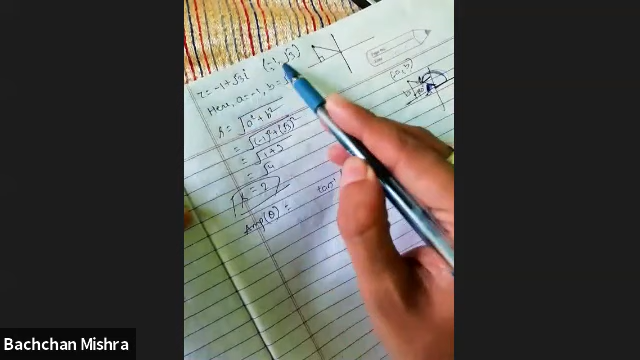 z = -1+√3 i (-1, √3)
Here, a = -1, b = √
r = √a²+b²
= √(-1)²+(√3)²
= √1+3
= √4
r = 2
Amp(θ) = tan⁻¹
b
b
Bachchan Mishra